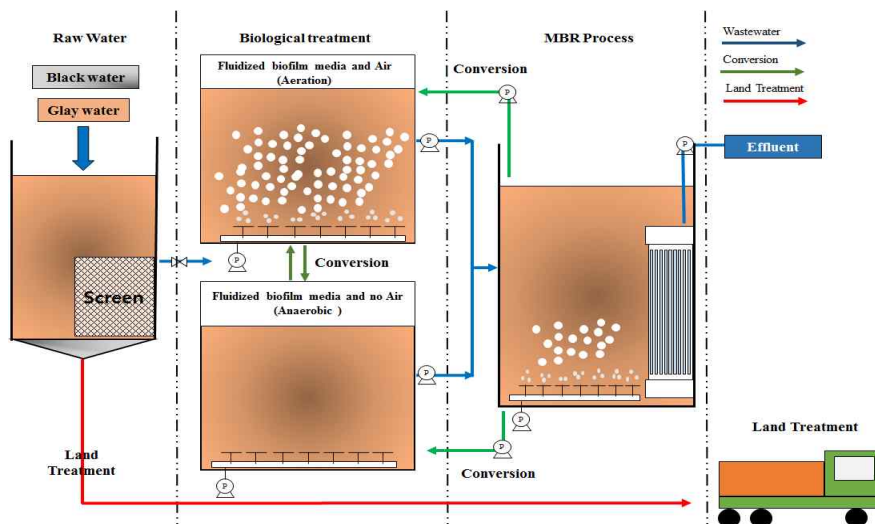 Raw Water
Black water
Glay water
Screen
Land
Treatment
Biological treatment
Fluidized biofilm media and Air
(Aeration)
P
P
Conversion
Fluidized biofilm media and no Air
(Anaerobic )
P
P
MBR Process
Conversion
P
P
P
P
Conversion
Wastewater
Conversion
Land Treatment
Effluent
Land Treatment